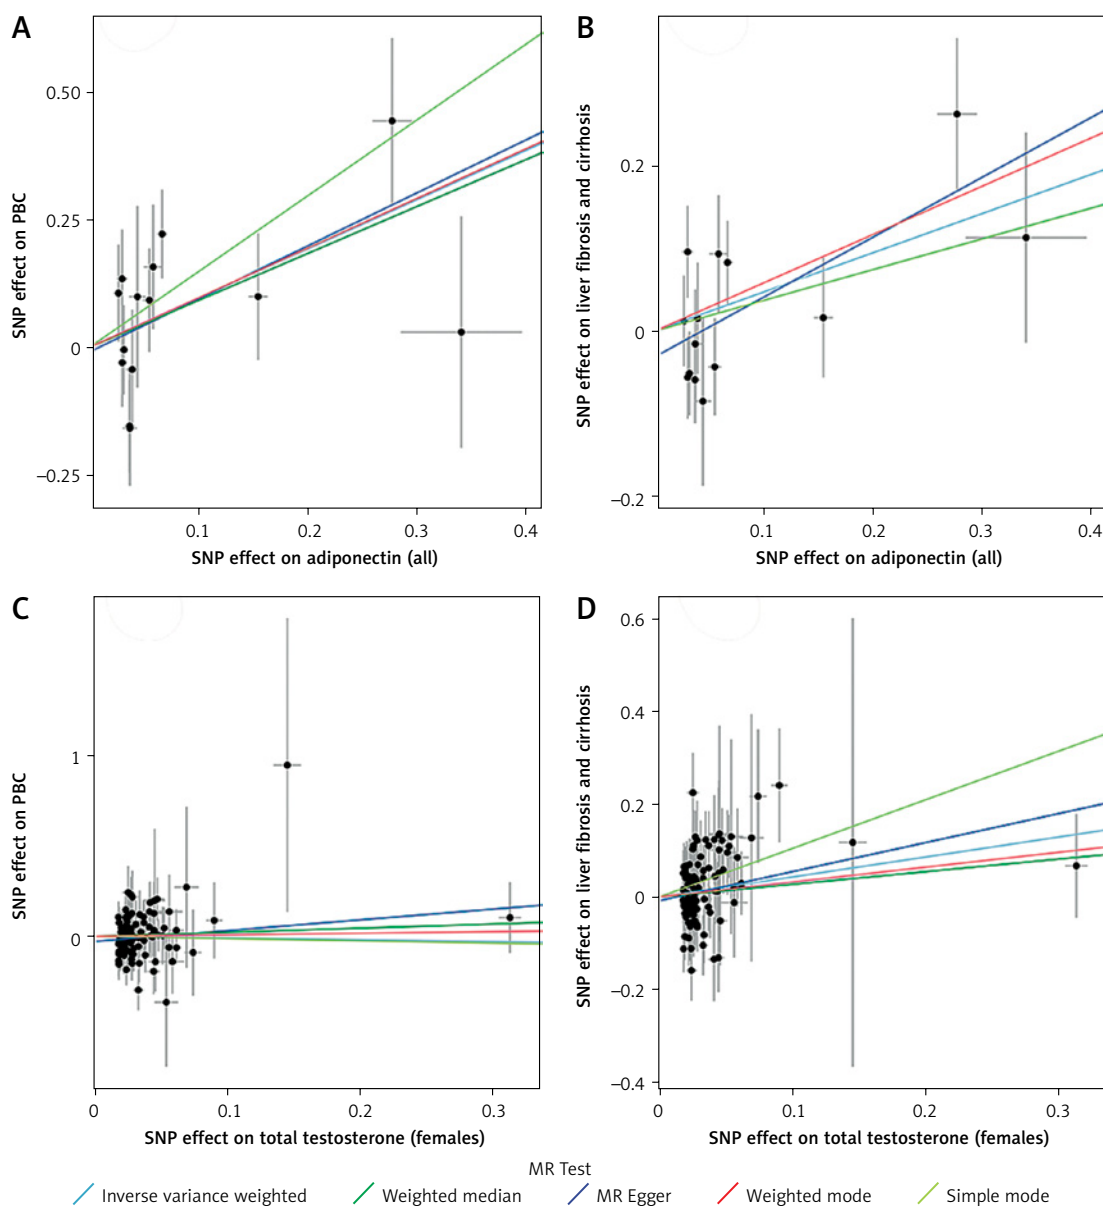 A
SNP effect on PBC
0.50
0.25
0
−0.25
0.1 0.2 0.3 0.4
SNP effect on adiponectin (all)
B
SNP effect on liver fibrosis and cirrhosis
0.2
0
−0.2
0.1 0.2 0.3 0.4
SNP effect on adiponectin (all)
C
SNP effect on PBC
1
0
0 0.1 0.2 0.3
SNP effect on total testosterone (females)
D
SNP effect on liver fibrosis and cirrhosis
0.6
0.4
0.2
0
−0.2
−0.4
0 0.1 0.2 0.3
SNP effect on total testosterone (females)
MR Test
Inverse variance weighted Weighted median MR Egger Weighted mode Simple mode